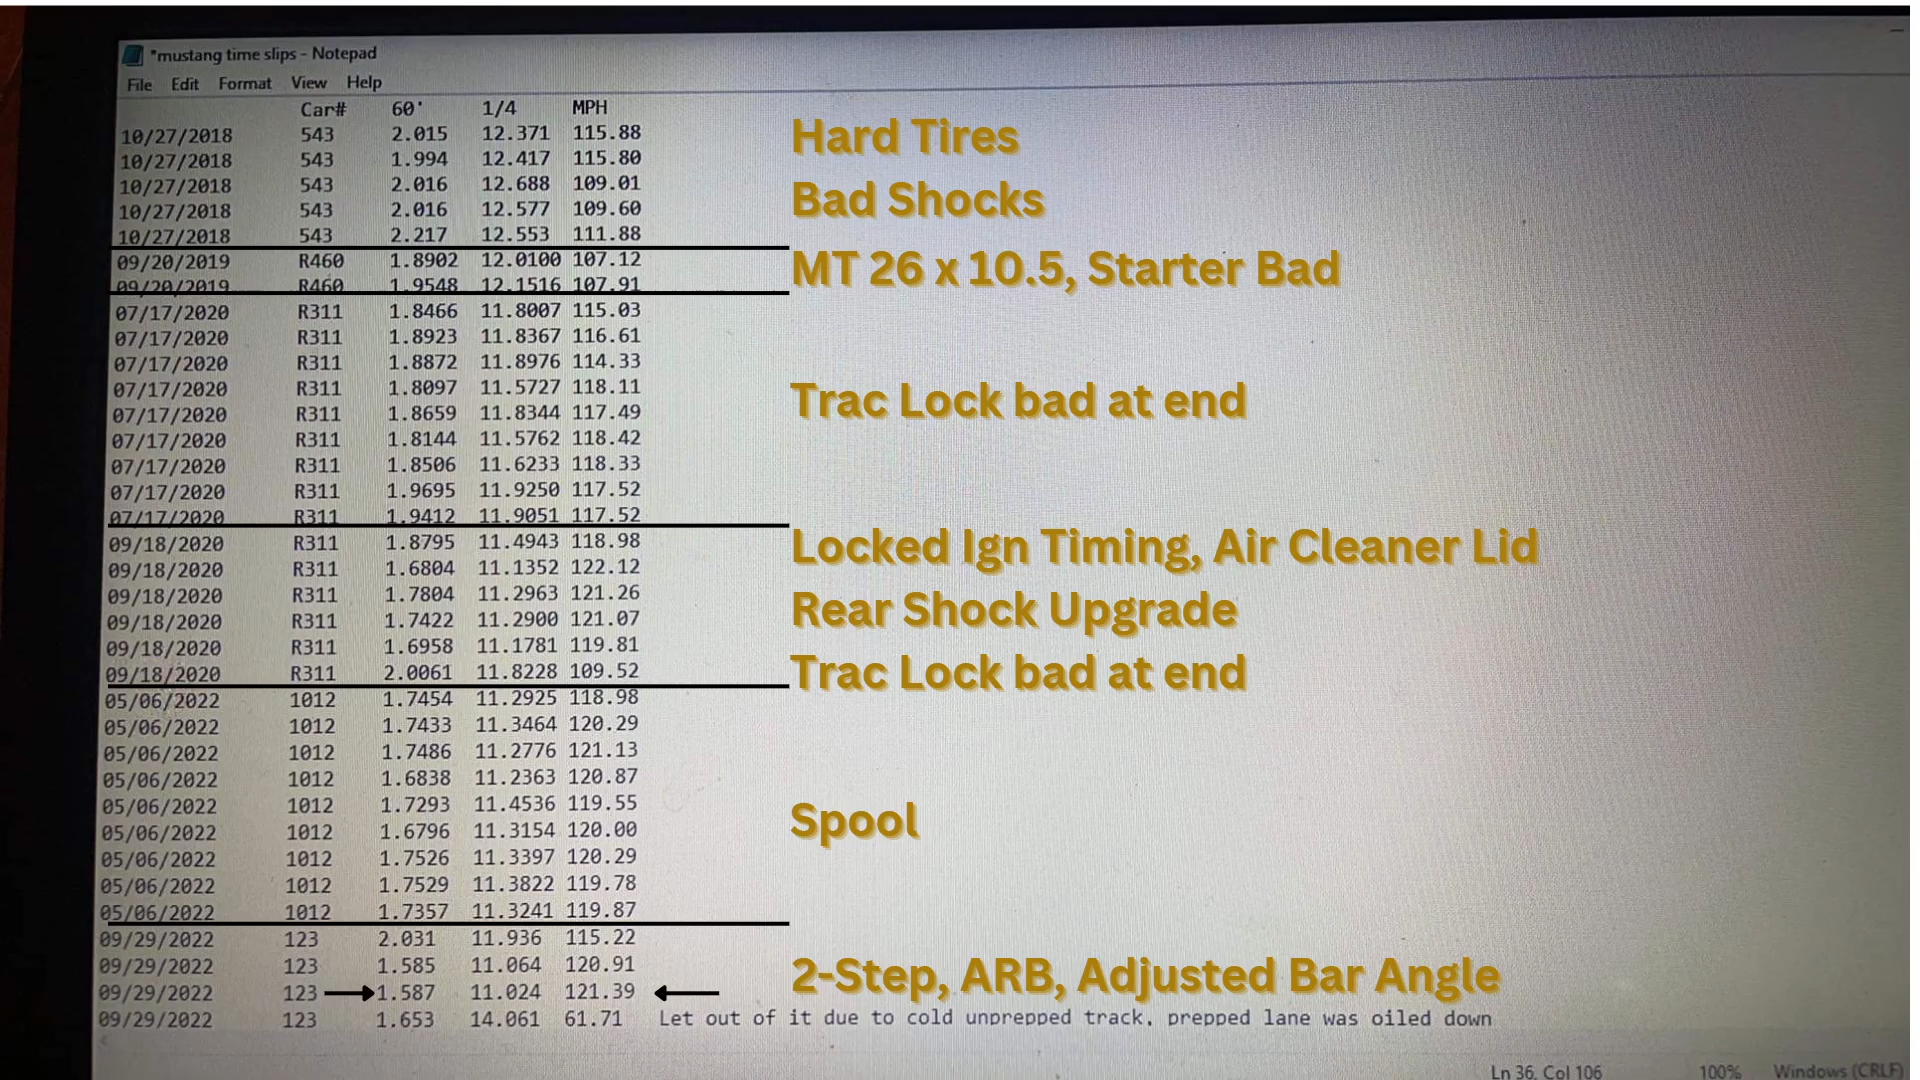 *mustang time slips - Notepad
File Edit Format View Help
Car# 60' 1/4 MPH
10/27/2018 543 2.015 12.371 115.88
Hard Tires
10/27/2018 543 1.994 12.417 115.80
10/27/2018 543 2.016 12.688 109.01
Bad Shocks
10/27/2018 543 2.016 12.577 109.60
10/27/2018 543 2.217 12.553 111.88
09/20/2019 R460 1.8902 12.0100 107.12
MT 26 x 10.5, Starter Bad
09/20/2019 R460 1.9548 12.1516 107.91
07/17/2020 R311 1.8466 11.8007 115.03
07/17/2020 R311 1.8923 11.8367 116.61
07/17/2020 R311 1.8872 11.8976 114.33
07/17/2020 R311 1.8097 11.5727 118.11
Trac Lock bad at end
07/17/2020 R311 1.8659 11.8344 117.49
07/17/2020 R311 1.8144 11.5762 118.42
07/17/2020 R311 1.8506 11.6233 118.33
07/17/2020 R311 1.9695 11.9250 117.52
07/17/2020 R311 1.9412 11.9051 117.52
09/18/2020 R311 1.8795 11.4943 118.98
Locked Ign Timing, Air Cleaner Lid
09/18/2020 R311 1.6804 11.1352 122.12
09/18/2020 R311 1.7804 11.2963 121.26
Rear Shock Upgrade
09/18/2020 R311 1.7422 11.2900 121.07
09/18/2020 R311 1.6958 11.1781 119.81
09/18/2020 R311 2.0061 11.8228 109.52
Trac Lock bad at end
05/06/2022 1012 1.7454 11.2925 118.98
05/06/2022 1012 1.7433 11.3464 120.29
05/06/2022 1012 1.7486 11.2776 121.13
05/06/2022 1012 1.6838 11.2363 120.87
05/06/2022 1012 1.7293 11.4536 119.55
Spool
05/06/2022 1012 1.6796 11.3154 120.00
05/06/2022 1012 1.7526 11.3397 120.29
05/06/2022 1012 1.7529 11.3822 119.78
05/06/2022 1012 1.7357 11.3241 119.87
09/29/2022 123 2.031 11.936 115.22
09/29/2022 123 1.585 11.064 120.91
2-Step, ARB, Adjusted Bar Angle
09/29/2022 123 1.587 11.024 121.39
09/29/2022 123 1.653 14.061 61.71 Let out of it due to cold unprepped track, prepped lane was oiled down
Ln 36, Col 106 100% Windows (CRLF)